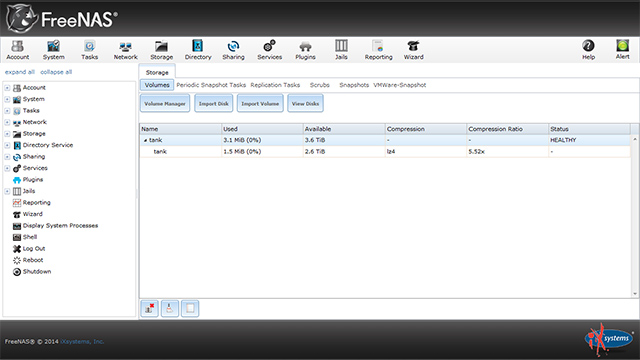 FreeNAS®
Account System Tasks Network Storage Directory Sharing Services Plugins Jails Reporting Wizard Help Alert
expand all collapse all
Account
System
Tasks
Network
Storage
Directory Service
Sharing
Services
Plugins
Jails
Reporting
Wizard
Display System Processes
Shell
Log Out
Reboot
Shutdown
Storage
Volumes Periodic Snapshot Tasks Replication Tasks Scrubs Snapshots VMWare-Snapshot
Volume Manager Import Disk Import Volume View Disks
Name Used Available Compression Compression Ratio Status
tank 3.1 MiB (0%) 3.6 TiB - - HEALTHY
tank 1.5 MiB (0%) 2.6 TiB lz4 5.52x -
FreeNAS® © 2014 iXsystems, Inc.
systems